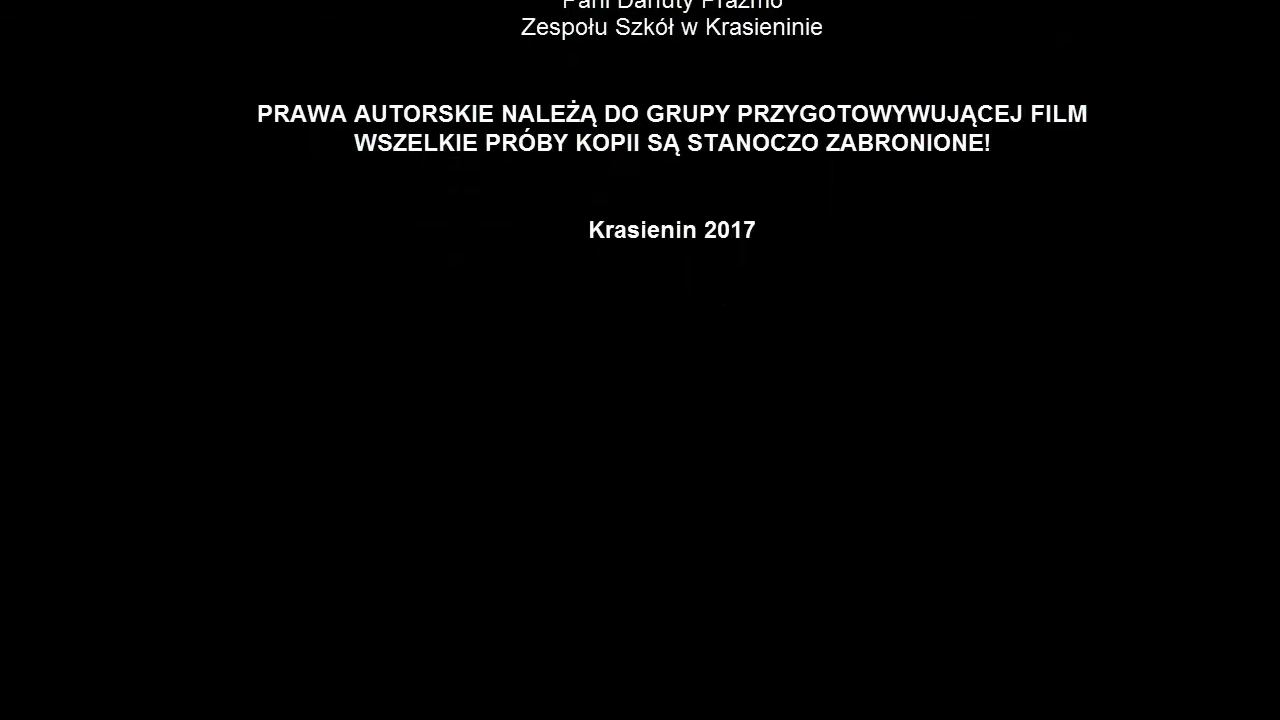 Pani Danuty Prażmo
Zespołu Szkół w Krasieninie
PRAWA AUTORSKIE NALEŻĄ DO GRUPY PRZYGOTOWYWUJĄCEJ FILM
WSZELKIE PRÓBY KOPII SĄ STANOCZO ZABRONIONE!
Krasienin 2017